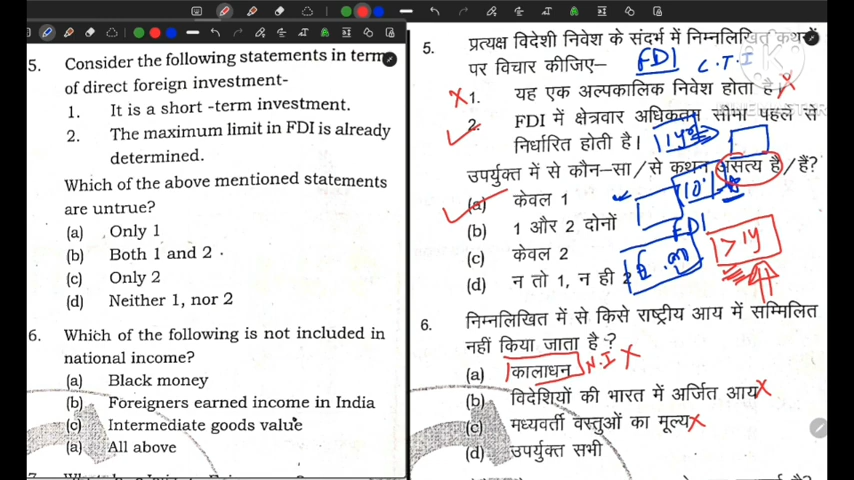 5. Consider the following statements in term
of direct foreign investment-
1. It is a short -term investment.
2. The maximum limit in FDI is already
determined.
Which of the above mentioned statements
are untrue?
(a) Only 1
(b) Both 1 and 2
(c) Only 2
(d) Neither 1, nor 2
6. Which of the following is not included in
national income?
(a) Black money
(b) Foreigners earned income in India
(c) Intermediate goods value
(a) All above
5. प्रत्यक्ष विदेशी निवेश के संदर्भ में निम्नलिखित कथनों
पर विचार कीजिए–
FDI C.T.I
1. यह एक अल्पकालिक निवेश होता है।
2. FDI में क्षेत्रवार अधिकतम सीमा पहले से
निर्धारित होती है।
उपर्युक्त में से कौन–सा/से कथन असत्य है/हैं?
(a) केवल 1
10%
(b) 1 और 2 दोनों
FDI
>1y
(c) केवल 2
(d) न तो 1, न ही 2
6. निम्नलिखित में से किसे राष्ट्रीय आय में सम्मिलित
नहीं किया जाता है ?
(a) कालाधन N.I X
(b) विदेशियों की भारत में अर्जित आय X
(c) मध्यवर्ती वस्तुओं का मूल्य X
(d) उपर्युक्त सभी